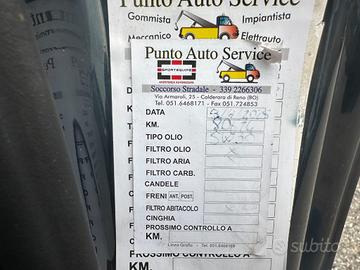 Punto Auto Service
Gommista Impiantista
Meccanico Elettrauto
Punto Auto Service
SPORTEQUIPE
Soccorso Stradale - 339 2266306
Via Armaroli, 25 - Calderara di Reno (BO)
Tel. 051.6468171 - Fax 051.724853
DATA
KM.
TIPO OLIO
FILTRO OLIO
FILTRO ARIA
FILTRO CARB.
CANDELE
FRENI ANT. POST.
FILTRO ABITACOLO
CINGHIA
PROSSIMO CONTROLLO A
KM.
PROSSIMO CONTROLLO A
KM.
subito